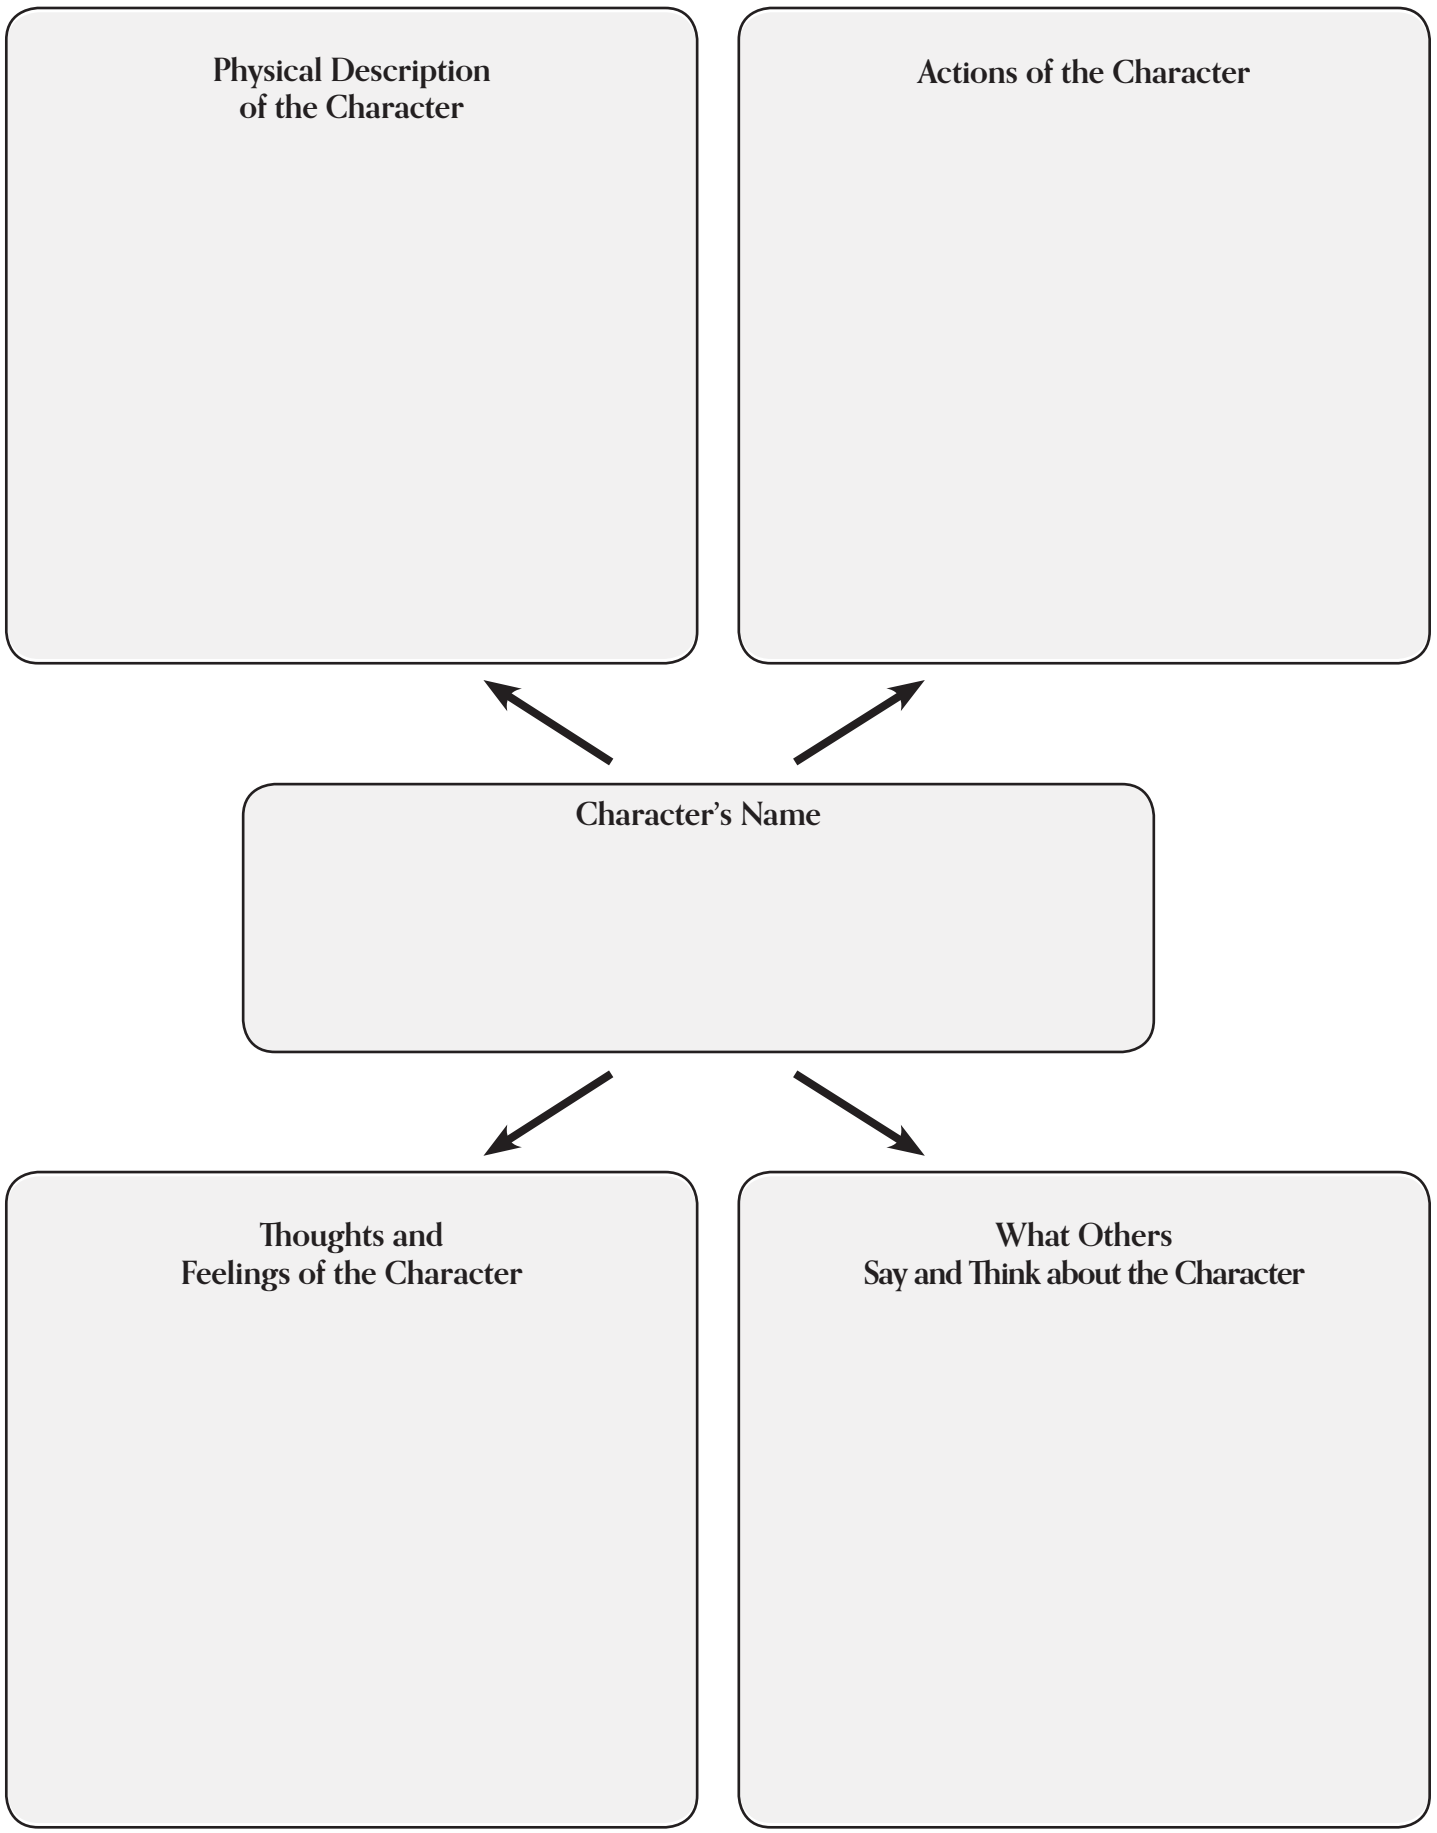 Physical Description
of the Character
Actions of the Character
Character’s Name
Thoughts and
Feelings of the Character
What Others
Say and Think about the Character